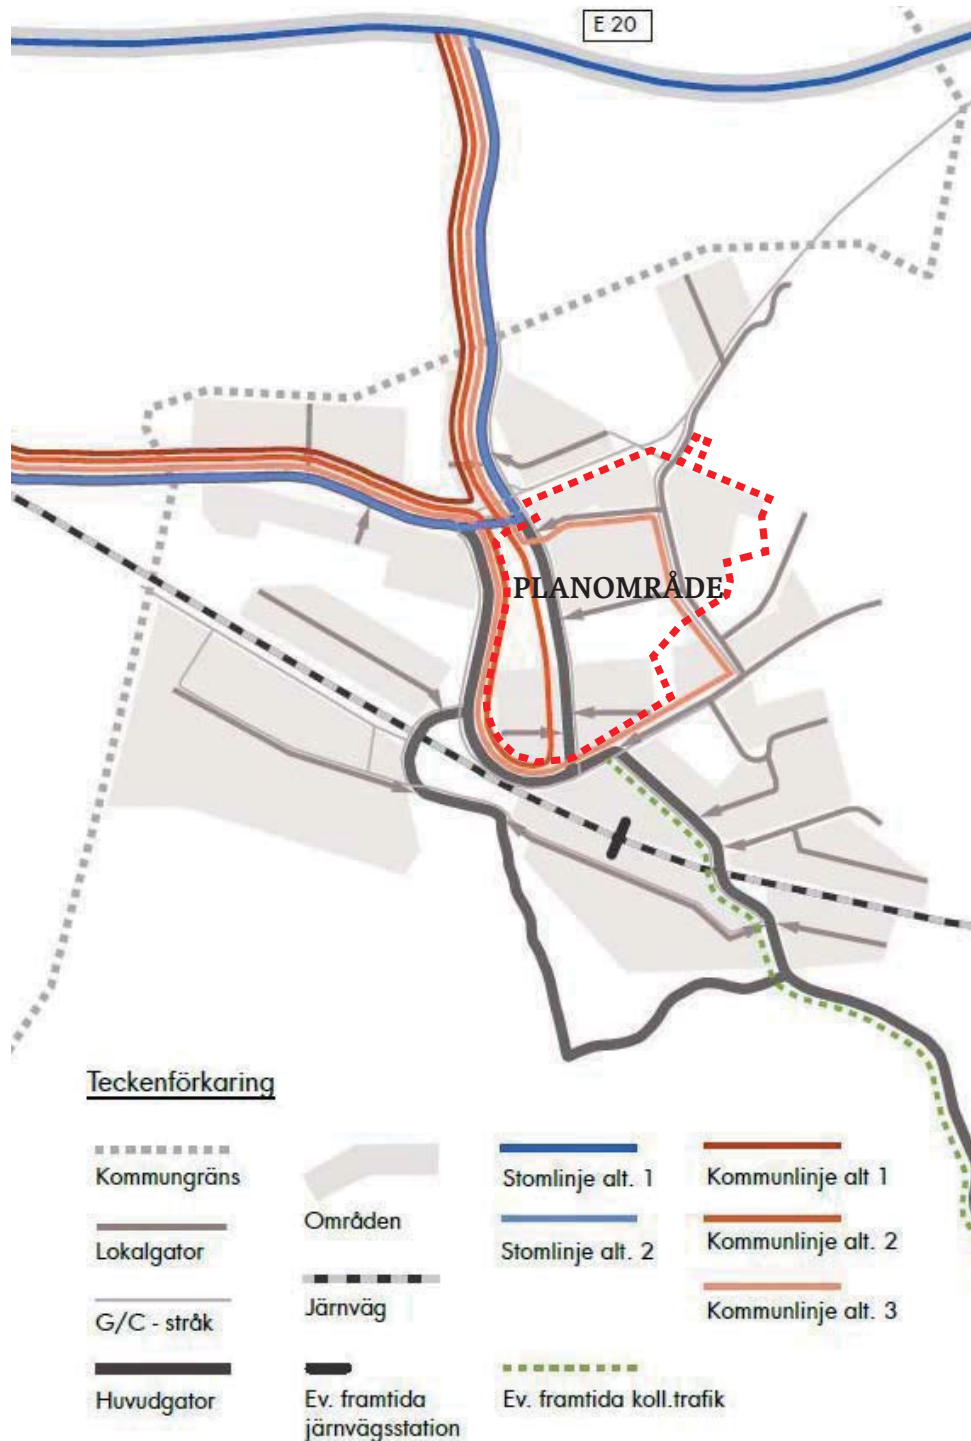 E 20
PLANOMRÅDE
Teckenförkaring
Kommungräns
Lokalgator
G/C - stråk
Huvudgator
Områden
Järnväg
Ev. framtida
järnvägsstation
Stomlinje alt. 1
Stomlinje alt. 2
Ev. framtida koll.trafik
Kommunlinje alt 1
Kommunlinje alt. 2
Kommunlinje alt. 3